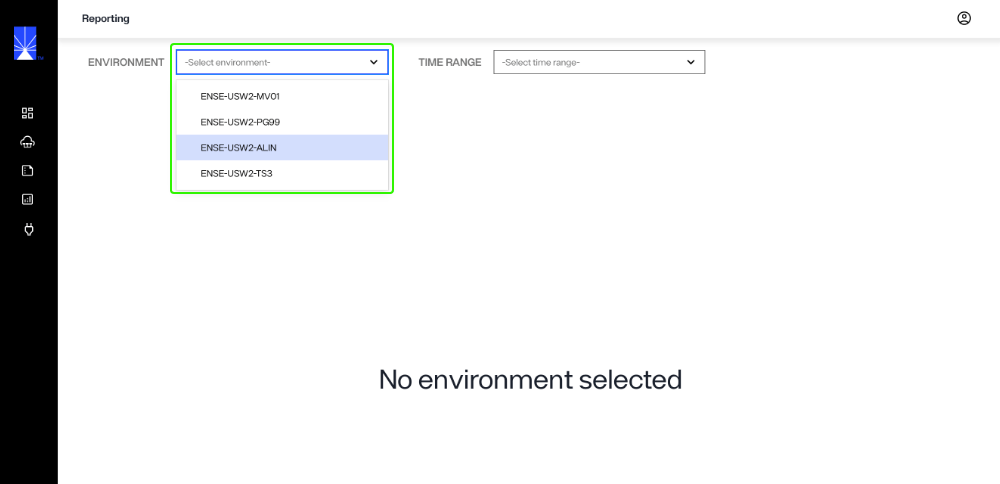 Reporting
ENVIRONMENT
-Select environment-
TIME RANGE
-Select time range-
ENSE-USW2-MV01
ENSE-USW2-PG99
ENSE-USW2-ALIN
ENSE-USW2-TS3
No environment selected